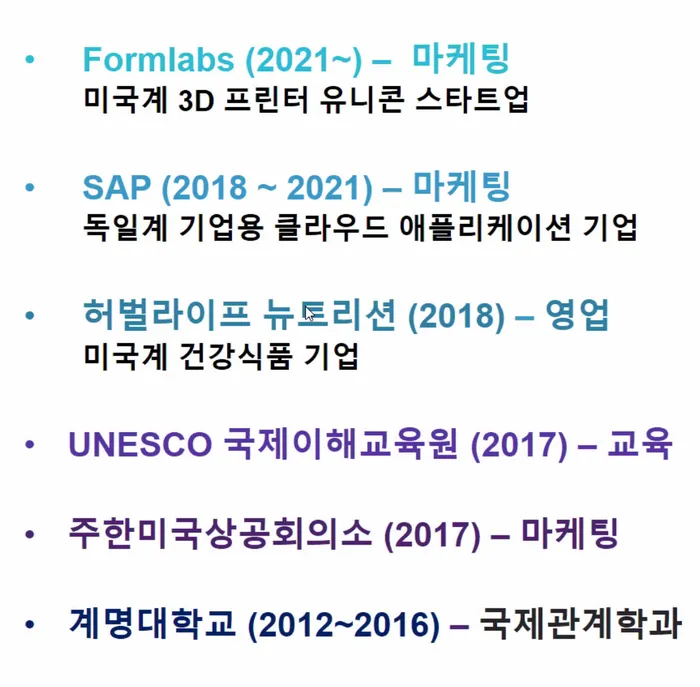 • Formlabs (2021~) – 마케팅
미국계 3D 프린터 유니콘 스타트업
• SAP (2018 ~ 2021) – 마케팅
독일계 기업용 클라우드 애플리케이션 기업
• 허벌라이프 뉴트리션 (2018) – 영업
미국계 건강식품 기업
• UNESCO 국제이해교육원 (2017) – 교육
• 주한미국상공회의소 (2017) – 마케팅
• 계명대학교 (2012~2016) – 국제관계학과